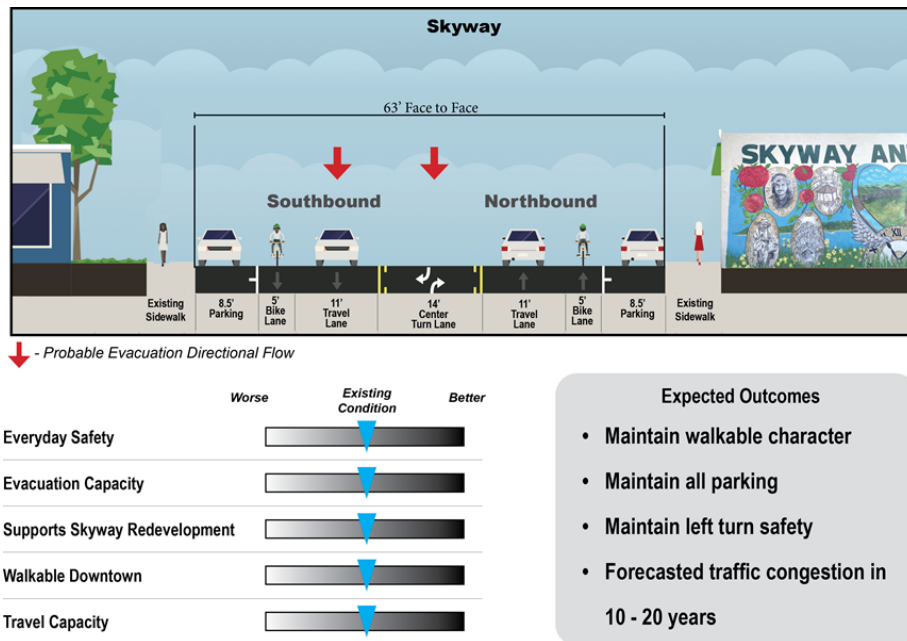 Skyway
63' Face to Face
Southbound
Northbound
SKYWAY AN
XII
Existing
Sidewalk
8.5'
Parking
5'
Bike
Lane
11'
Travel
Lane
14'
Center
Turn Lane
11'
Travel
Lane
5'
Bike
Lane
8.5'
Parking
Existing
Sidewalk
- Probable Evacuation Directional Flow
Worse
Existing
Condition
Better
Everyday Safety
Evacuation Capacity
Supports Skyway Redevelopment
Walkable Downtown
Travel Capacity
Expected Outcomes
• Maintain walkable character
• Maintain all parking
• Maintain left turn safety
• Forecasted traffic congestion in
10 - 20 years